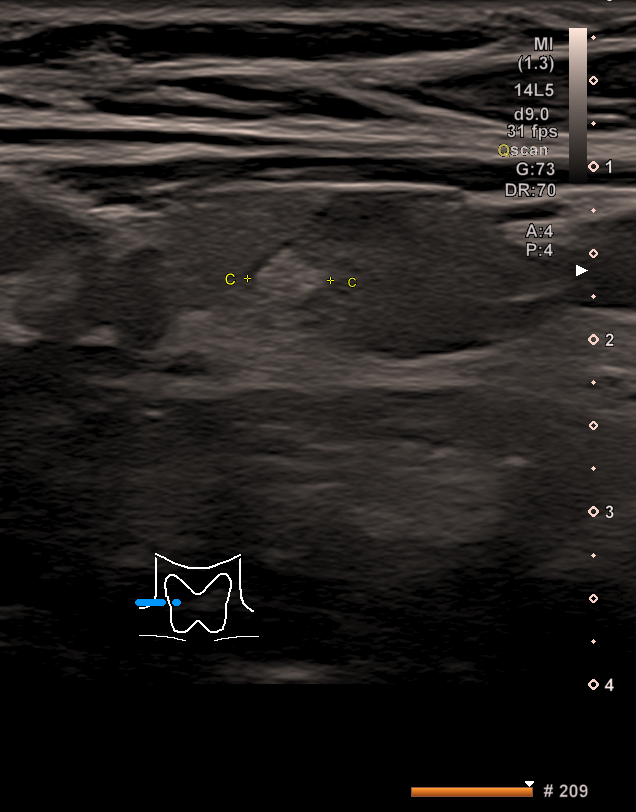 MI
(1.3)
14L5
d9.0
31 fps
Qscan
G:73
DR:70
A:4
P:4
1
C + + C
2
3
4
# 209